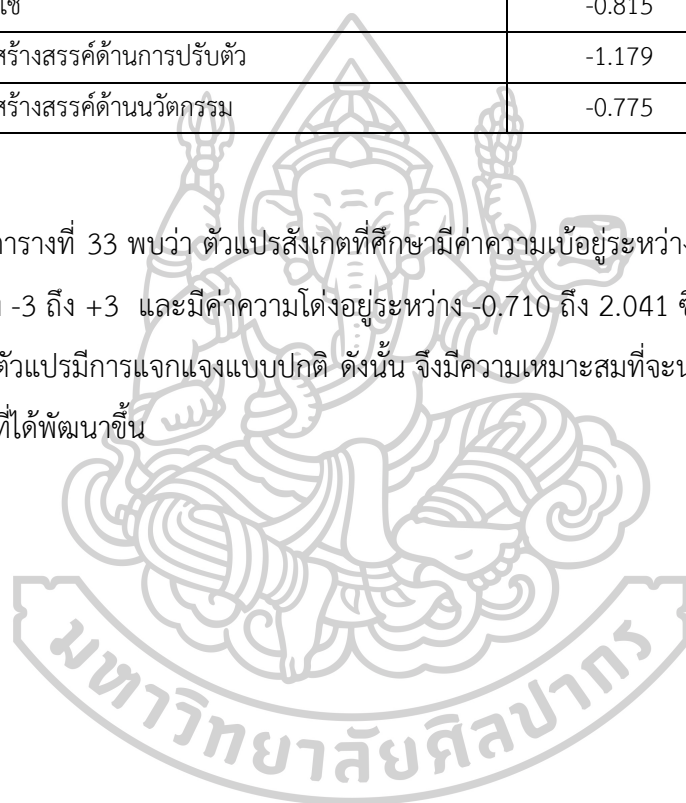 ใช้ -0.815
สร้างสรรค์ด้านการปรับตัว -1.179
สร้างสรรค์ด้านนวัตกรรม -0.775
ตารางที่ 33 พบว่า ตัวแปรสังเกตที่ศึกษามีค่าความเบ้อยู่ระหว่าง
-3 ถึง +3 และมีค่าความโด่งอยู่ระหว่าง -0.710 ถึง 2.041
ตัวแปรมีการแจกแจงแบบปกติ ดังนั้น จึงมีความเหมาะสมที่จะ
ที่ได้พัฒนาขึ้น
มหาวิทยาลัยศิลปากร